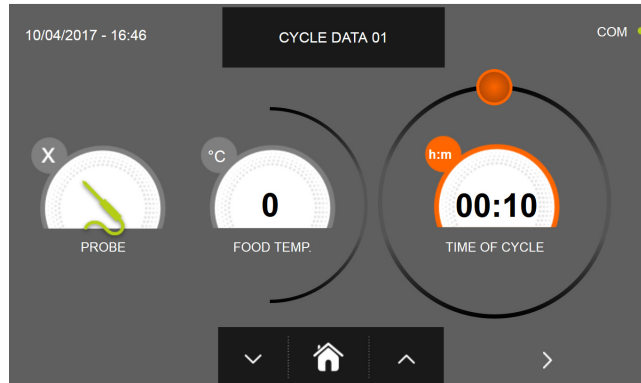 10/04/2017 - 16:46
CYCLE DATA 01
COM
X
°C
h:m
0
00:10
PROBE
FOOD TEMP.
TIME OF CYCLE